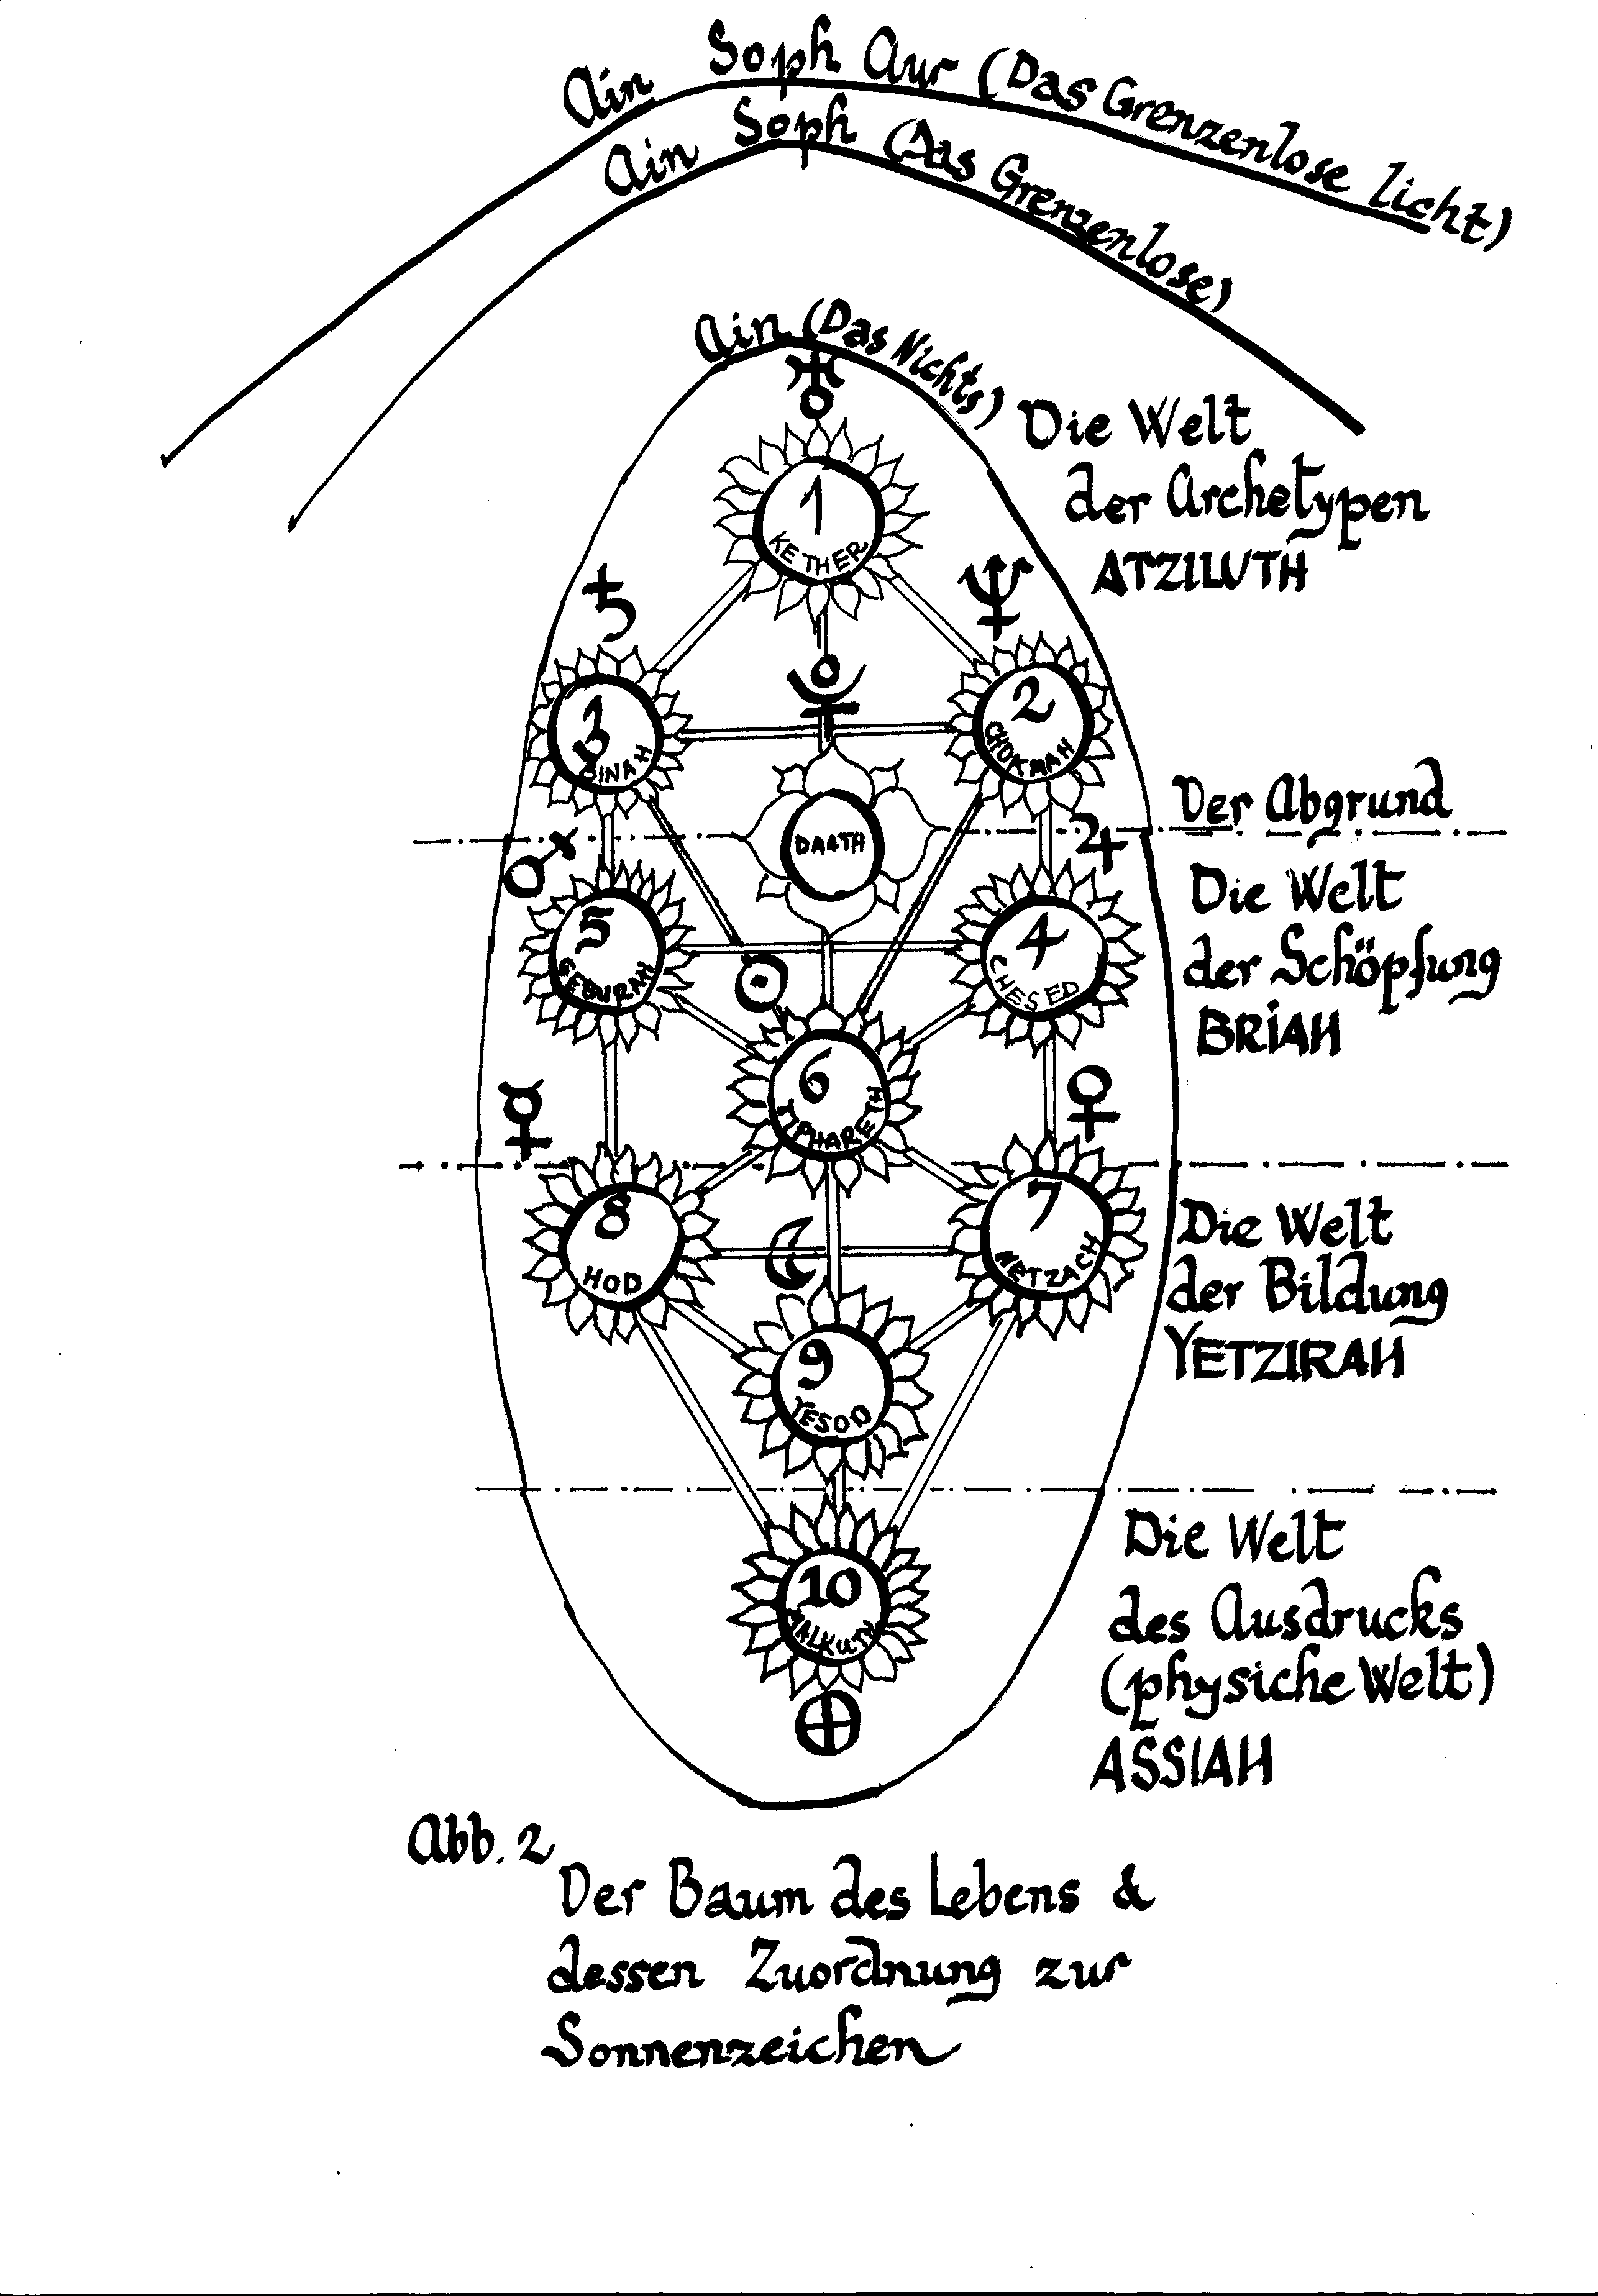 Ain Soph Aur (Das Grenzenlose licht)
Ain Soph (Das Grenzenlose)
Ain (Das Nichts)
Die Welt
der Archetypen
ATZILUTH
1
KETHER
2
CHOKMAH
3
BINAH
Der Abgrund
DAATH
Die Welt
der Schöpfung
BRIAH
4
CHESED
5
GEBURAH
6
TIPHARETH
Die Welt
der Bildung
YETZIRAH
7
NETZACH
8
HOD
9
YESOD
Die Welt
des Ausdrucks
(physiche Welt)
ASSIAH
10
MALKUTH
Abb. 2
Der Baum des Lebens &
dessen Zuordnung zur
Sonnenzeichen